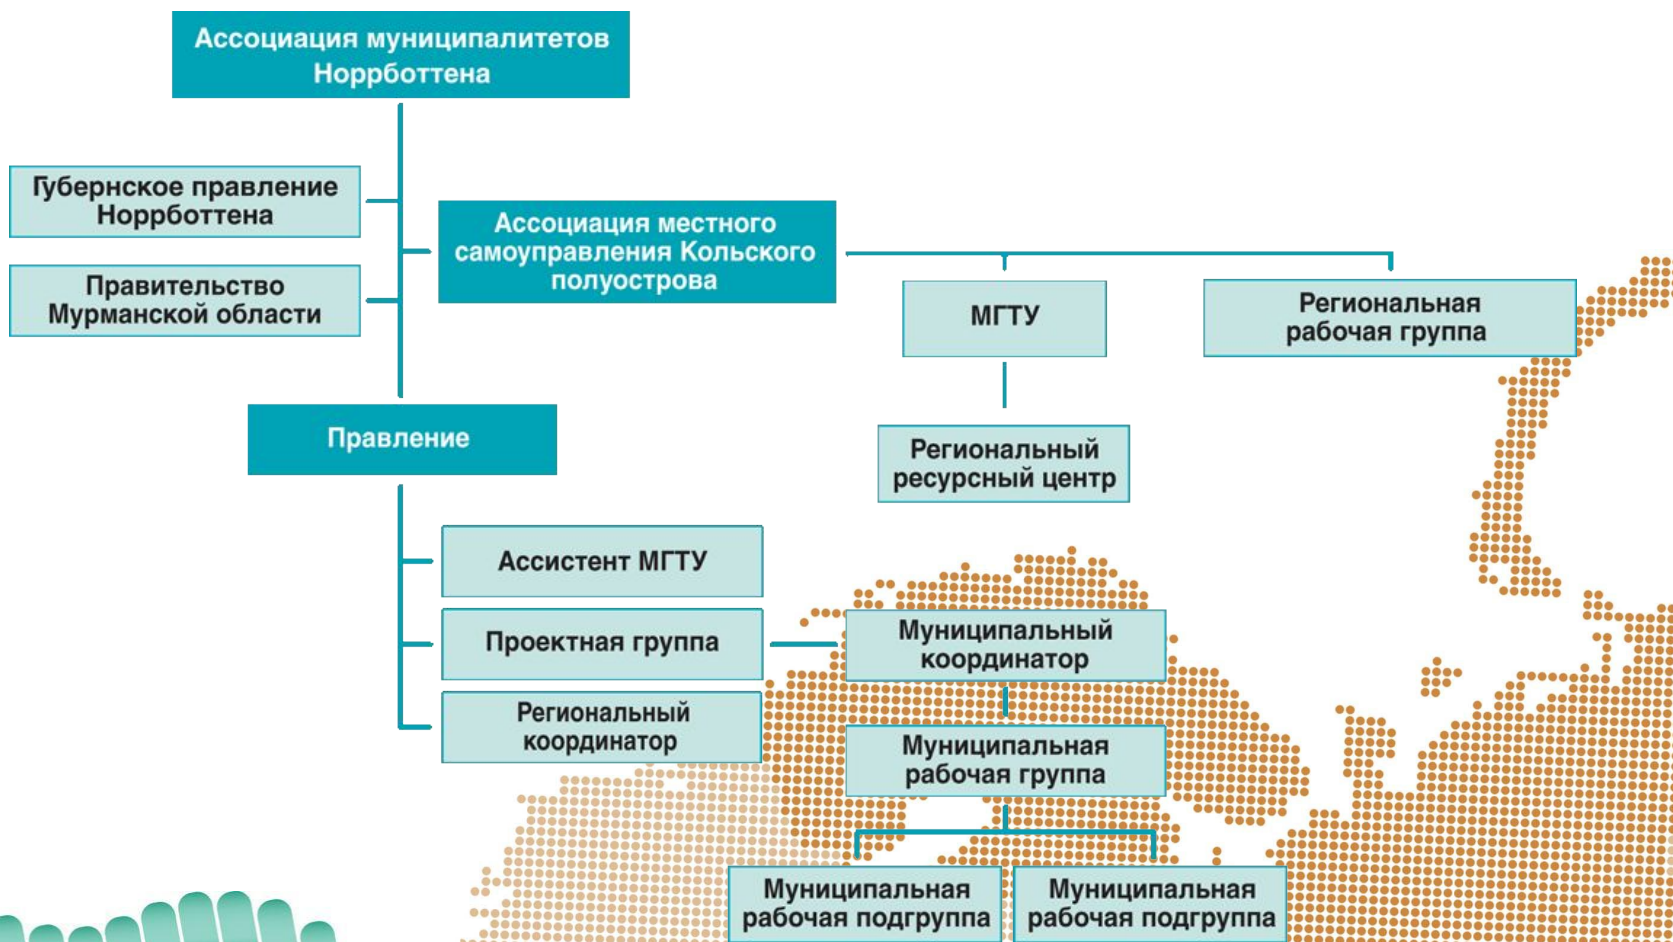 Ассоциация муниципалитетов
Норрботтена
Губернское правление
Норрботтена
Ассоциация местного
самоуправления Кольского
полуострова
Правительство
Мурманской области
МГТУ
Региональная
рабочая группа
Правление
Региональный
ресурсный центр
Ассистент МГТУ
Проектная группа
Муниципальный
координатор
Региональный
координатор
Муниципальная
рабочая группа
Муниципальная
рабочая подгруппа
Муниципальная
рабочая подгруппа